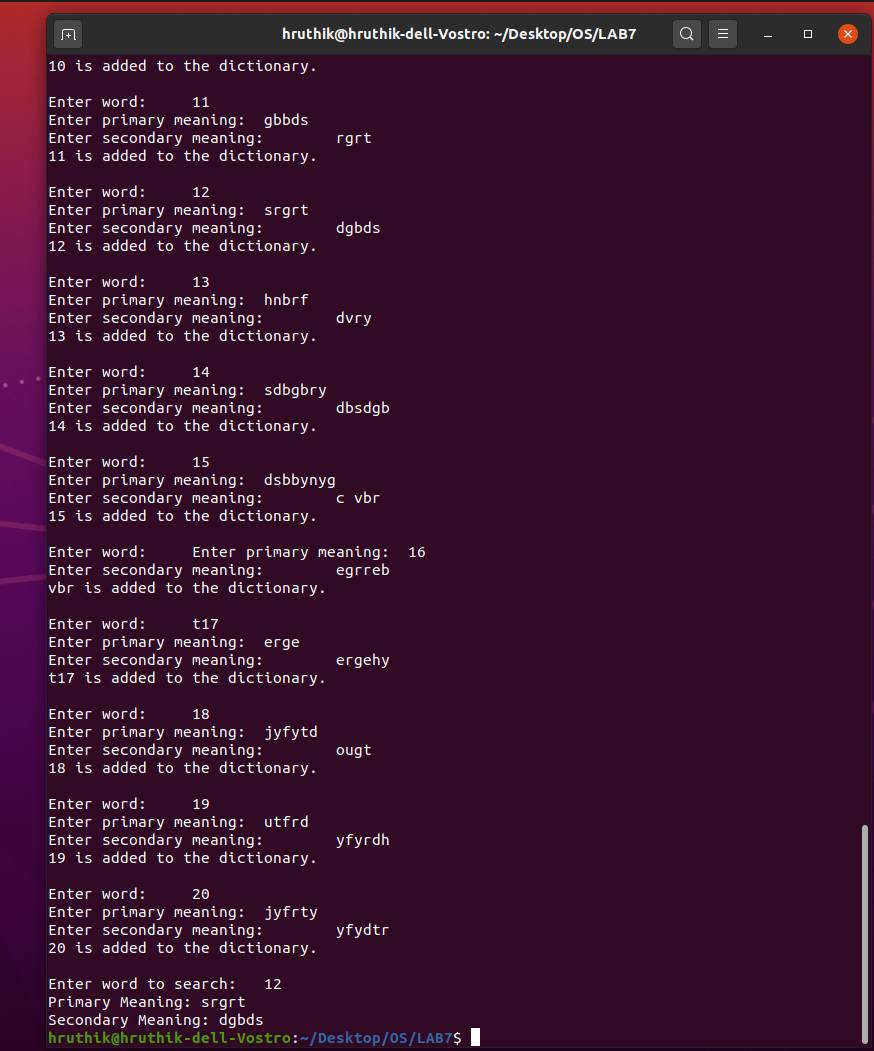 hruthik@hruthik-dell-Vostro: ~/Desktop/OS/LAB7
10 is added to the dictionary.
Enter word:     11
Enter primary meaning:  gbbds
Enter secondary meaning:        rgrt
11 is added to the dictionary.
Enter word:     12
Enter primary meaning:  srgrt
Enter secondary meaning:        dgbds
12 is added to the dictionary.
Enter word:     13
Enter primary meaning:  hnbrf
Enter secondary meaning:        dvry
13 is added to the dictionary.
Enter word:     14
Enter primary meaning:  sdbgbry
Enter secondary meaning:        dbsdgb
14 is added to the dictionary.
Enter word:     15
Enter primary meaning:  dsbbynyg
Enter secondary meaning:        c vbr
15 is added to the dictionary.
Enter word:     Enter primary meaning:  16
Enter secondary meaning:        egrreb
vbr is added to the dictionary.
Enter word:     t17
Enter primary meaning:  erge
Enter secondary meaning:        ergehy
t17 is added to the dictionary.
Enter word:     18
Enter primary meaning:  jyfytd
Enter secondary meaning:        ougt
18 is added to the dictionary.
Enter word:     19
Enter primary meaning:  utfrd
Enter secondary meaning:        yfyrdh
19 is added to the dictionary.
Enter word:     20
Enter primary meaning:  jyfrty
Enter secondary meaning:        yfydtr
20 is added to the dictionary.
Enter word to search:   12
Primary Meaning: srgrt
Secondary Meaning: dgbds
hruthik@hruthik-dell-Vostro:~/Desktop/OS/LAB7$